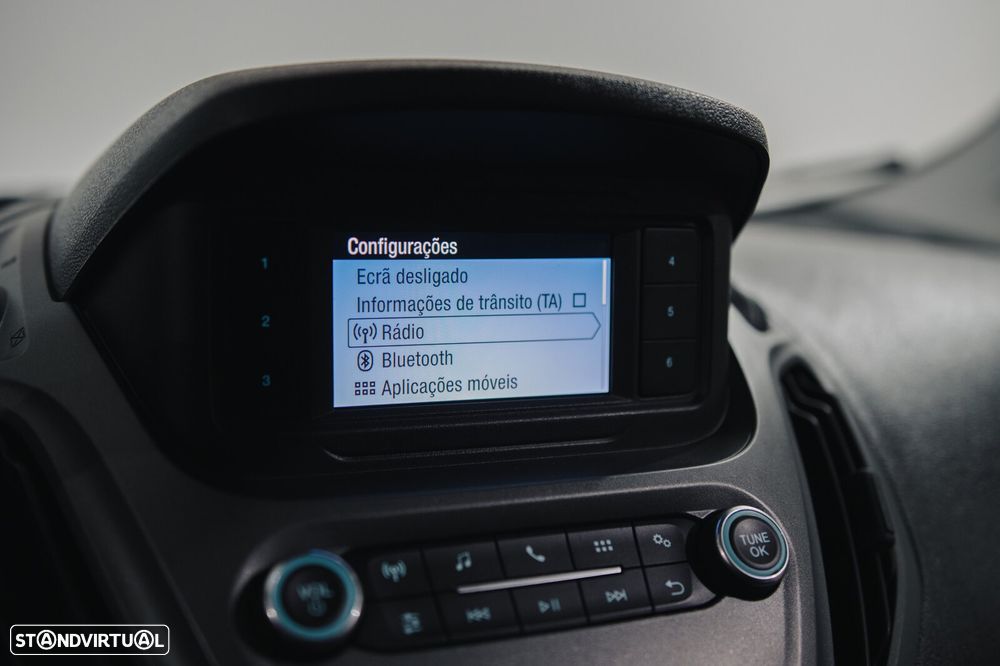 Configurações
Ecrã desligado
Informações de trânsito (TA)
Rádio
Bluetooth
Aplicações móveis
1
2
3
4
5
6
VOL
TUNE
OK
STANDVIRTUAL